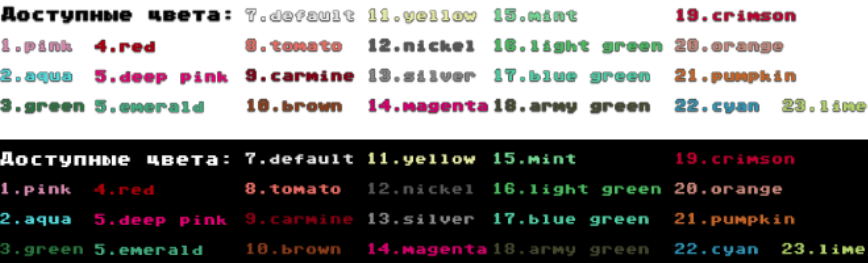 Доступные цвета: 7.default 11.yellow 15.mint 19.crimson
1.pink 4.red 8.tomato 12.nickel 16.light green 20.orange
2.aqua 5.deep pink 9.carmine 13.silver 17.blue green 21.pumpkin
3.green 5.emerald 10.brown 14.magenta 18.army green 22.cyan 23.lime
Доступные цвета: 7.default 11.yellow 15.mint 19.crimson
1.pink 4.red 8.tomato 12.nickel 16.light green 20.orange
2.aqua 5.deep pink 9.carmine 13.silver 17.blue green 21.pumpkin
3.green 5.emerald 10.brown 14.magenta 18.army green 22.cyan 23.lime